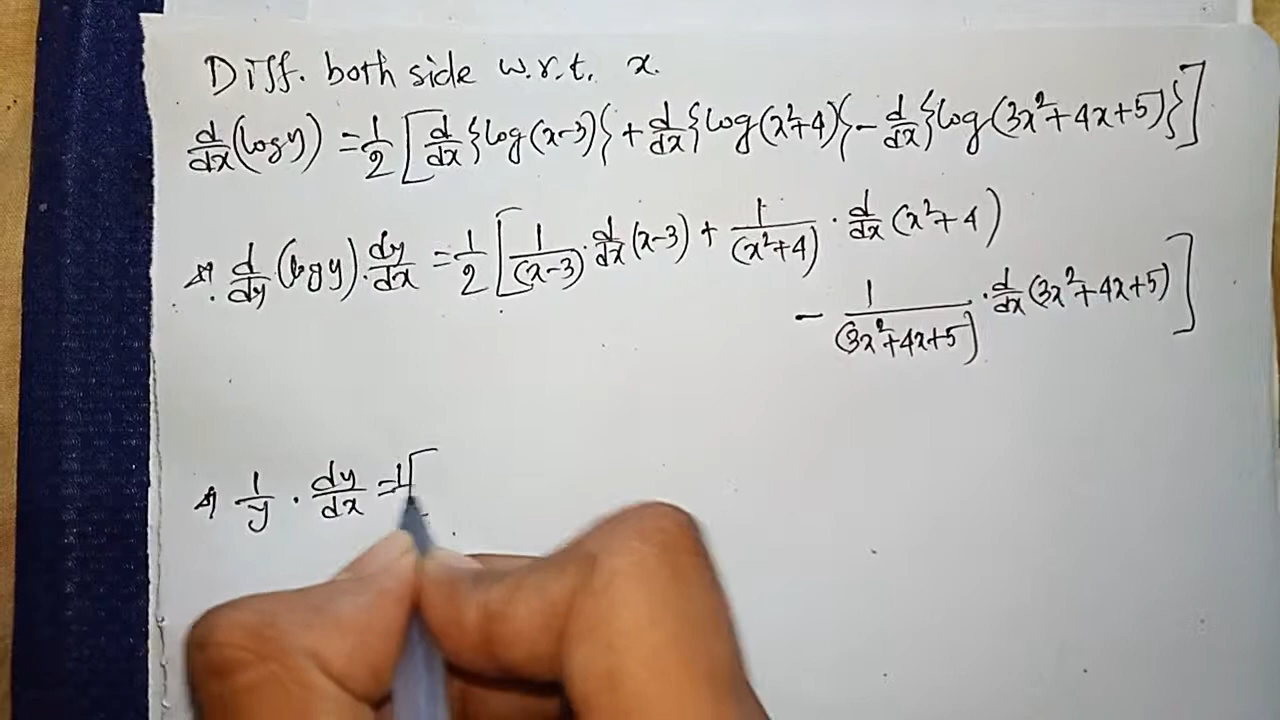 Diff. both side w.r.t. x.
d/dx (log y) = 1/2 [ d/dx {log(x-3)} + d/dx {log(x²+4)} - d/dx {log(3x²+4x+5)} ]
⇒ d/dy (log y) · dy/dx = 1/2 [ 1/(x-3) · d/dx (x-3) + 1/(x²+4) · d/dx (x²+4)
- 1/(3x²+4x+5) · d/dx (3x²+4x+5) ]
⇒ 1/y · dy/dx = 1 [